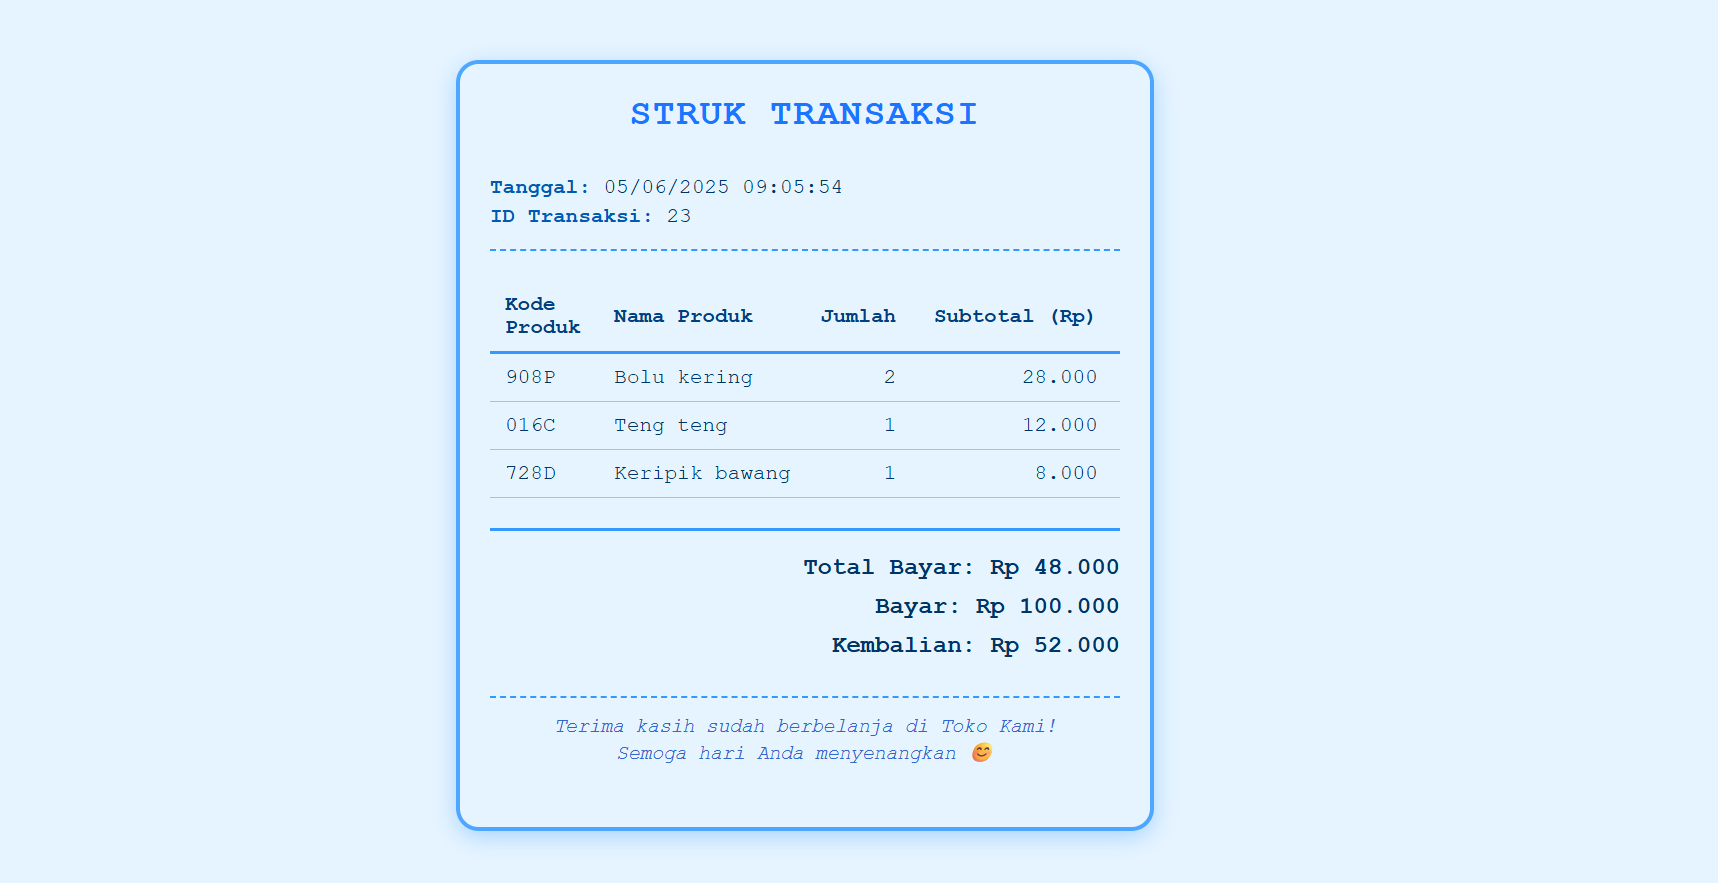 STRUK TRANSAKSI
Tanggal: 05/06/2025 09:05:54
ID Transaksi: 23
Kode Produk Nama Produk Jumlah Subtotal (Rp)
908P Bolu kering 2 28.000
016C Teng teng 1 12.000
728D Keripik bawang 1 8.000
Total Bayar: Rp 48.000
Bayar: Rp 100.000
Kembalian: Rp 52.000
Terima kasih sudah berbelanja di Toko Kami!
Semoga hari Anda menyenangkan 😊